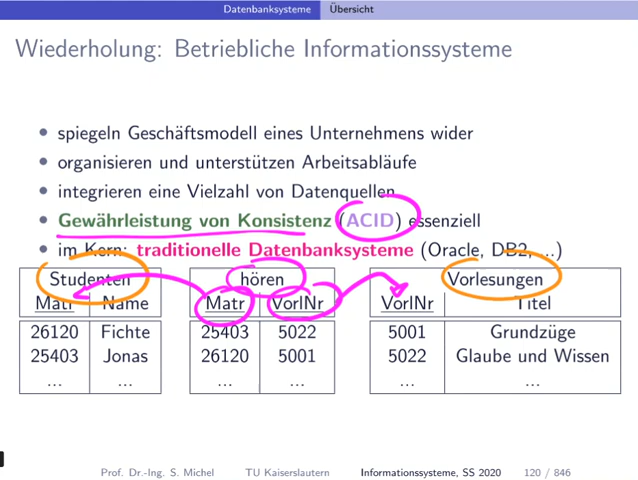 Datenbanksysteme Übersicht
Wiederholung: Betriebliche Informationssysteme
• spiegeln Geschäftsmodell eines Unternehmens wider
• organisieren und unterstützen Arbeitsabläufe
• integrieren eine Vielzahl von Datenquellen
• Gewährleistung von Konsistenz (ACID) essenziell
• im Kern: traditionelle Datenbanksysteme (Oracle, DB2, ...)
Studenten hören Vorlesungen
Matr Name Matr VorlNr VorlNr Titel
26120 Fichte 25403 5022 5001 Grundzüge
25403 Jonas 26120 5001 5022 Glaube und Wissen
... ... ... ... ... ...
Prof. Dr.-Ing. S. Michel TU Kaiserslautern Informationssysteme, SS 2020 120 / 846